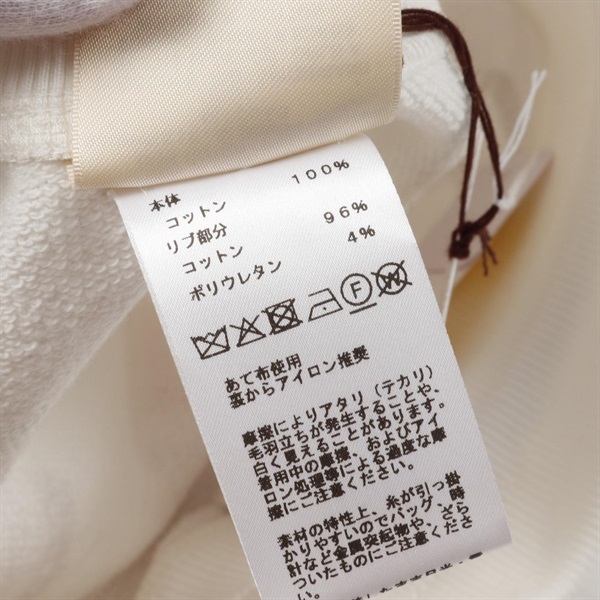 本体
コットン 100%
リブ部分
コットン 96%
ポリウレタン 4%
F W
あて布使用
裏からアイロン推奨
摩擦によりアタリ（テカリ）や
毛羽立ちが発生することや、
白く見えることがあります。
着用中の摩擦、およびアイ
ロン処理等による過度な摩
擦にご注意ください。
素材の特性上、糸が引っ掛
かりやすいのでバッグ、時
計など金属突起物や、ざら
ついたものにご注意くださ
い。